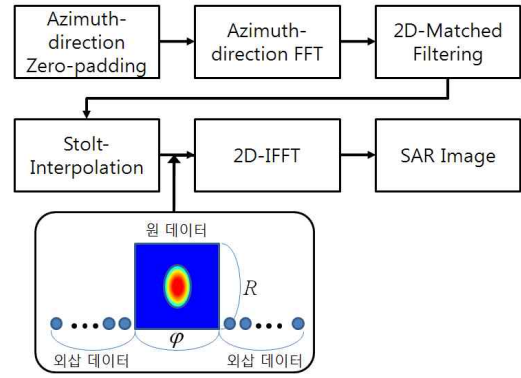 Azimuth-
direction
Zero-padding
Azimuth-
direction FFT
2D-Matched
Filtering
Stolt-
Interpolation
2D-IFFT
SAR Image
원 데이터
R
φ
외삽 데이터
외삽 데이터